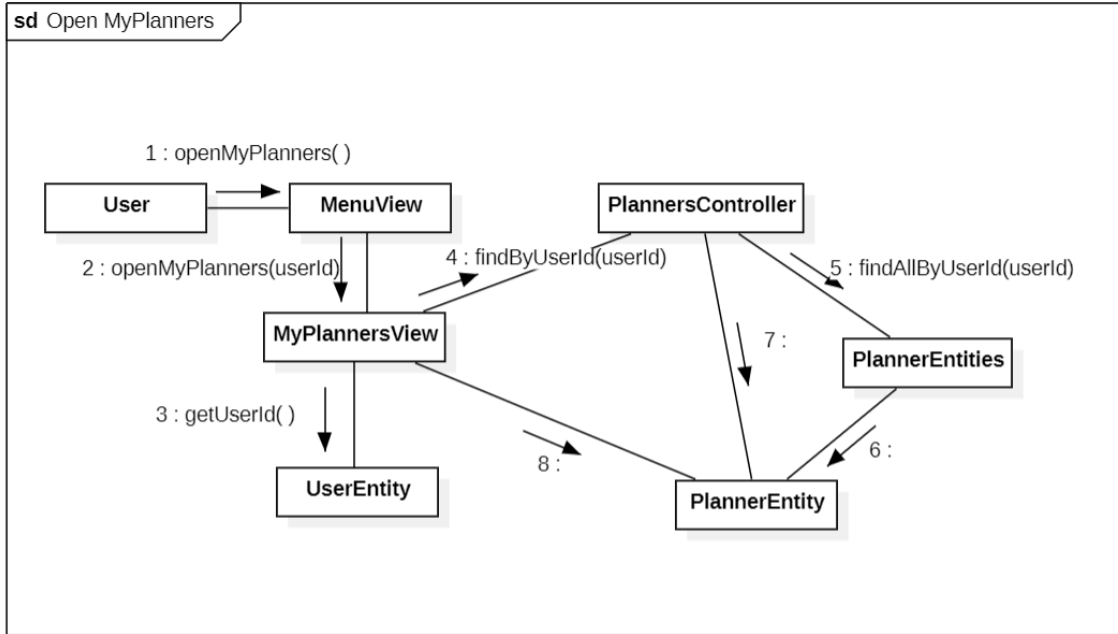 sd Open MyPlanners
1 : openMyPlanners( )
User
MenuView
PlannersController
2 : openMyPlanners(userId)
4 : findByUserId(userId)
5 : findAllByUserId(userId)
MyPlannersView
7 :
PlannerEntities
3 : getUserId( )
8 :
6 :
UserEntity
PlannerEntity